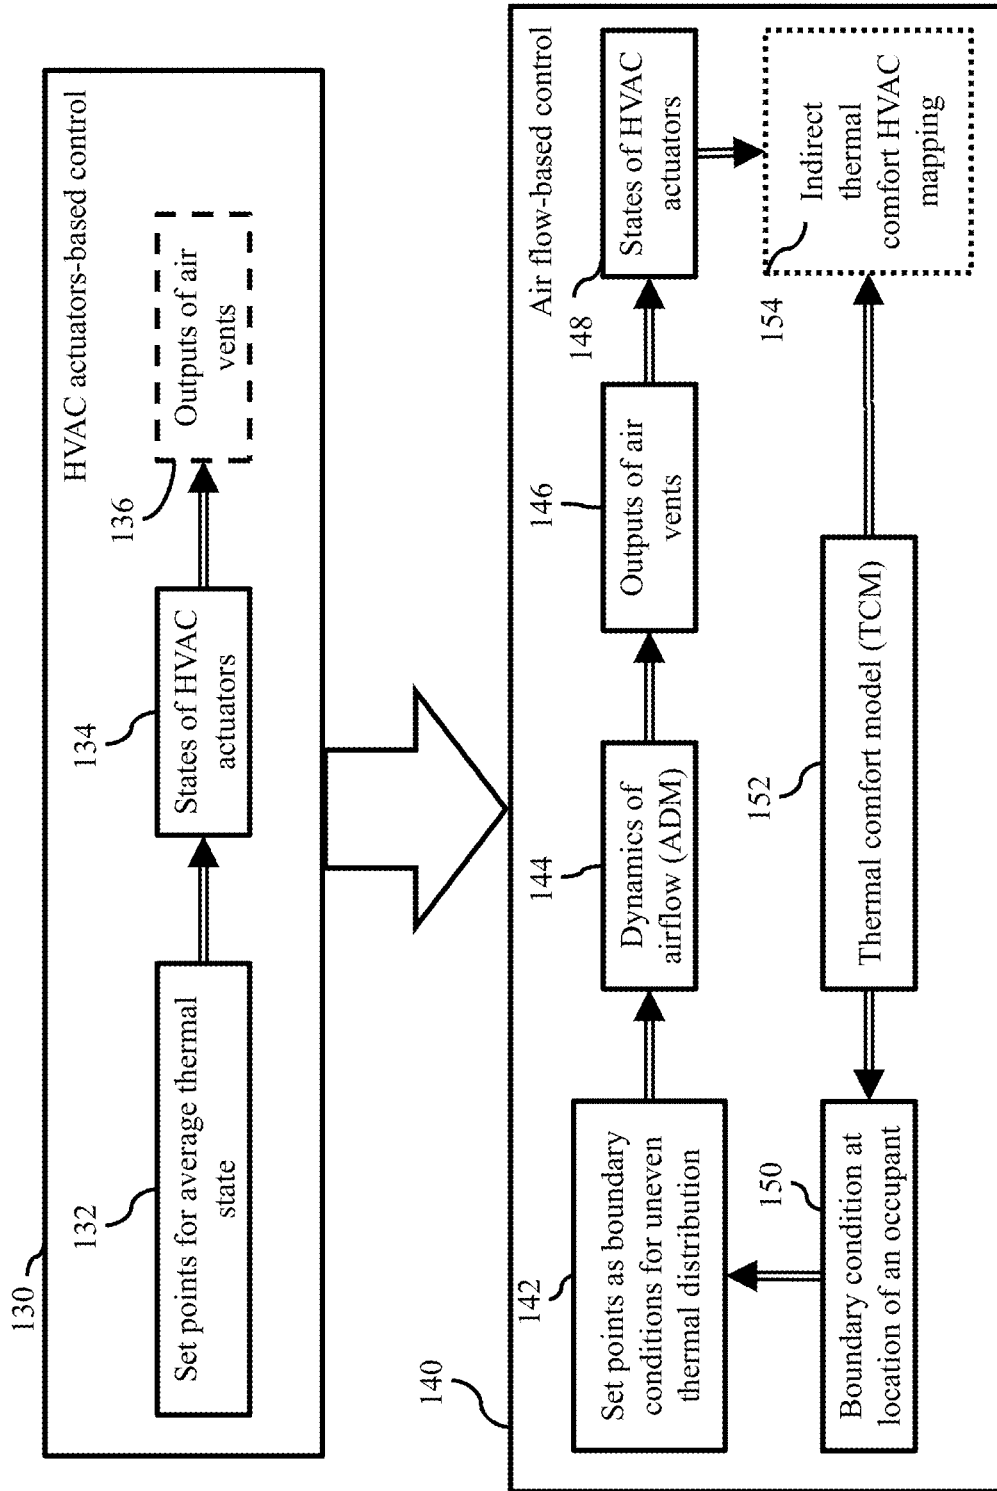 130
HVAC actuators-based control
132
Set points for average thermal
state
134
States of HVAC
actuators
136
Outputs of air
vents
140
Air flow-based control
142
Set points as boundary
conditions for uneven
thermal distribution
144
Dynamics of
airflow (ADM)
146
Outputs of air
vents
148
States of HVAC
actuators
150
Boundary condition at
location of an occupant
152
Thermal comfort model (TCM)
154
Indirect
thermal
comfort HVAC
mapping